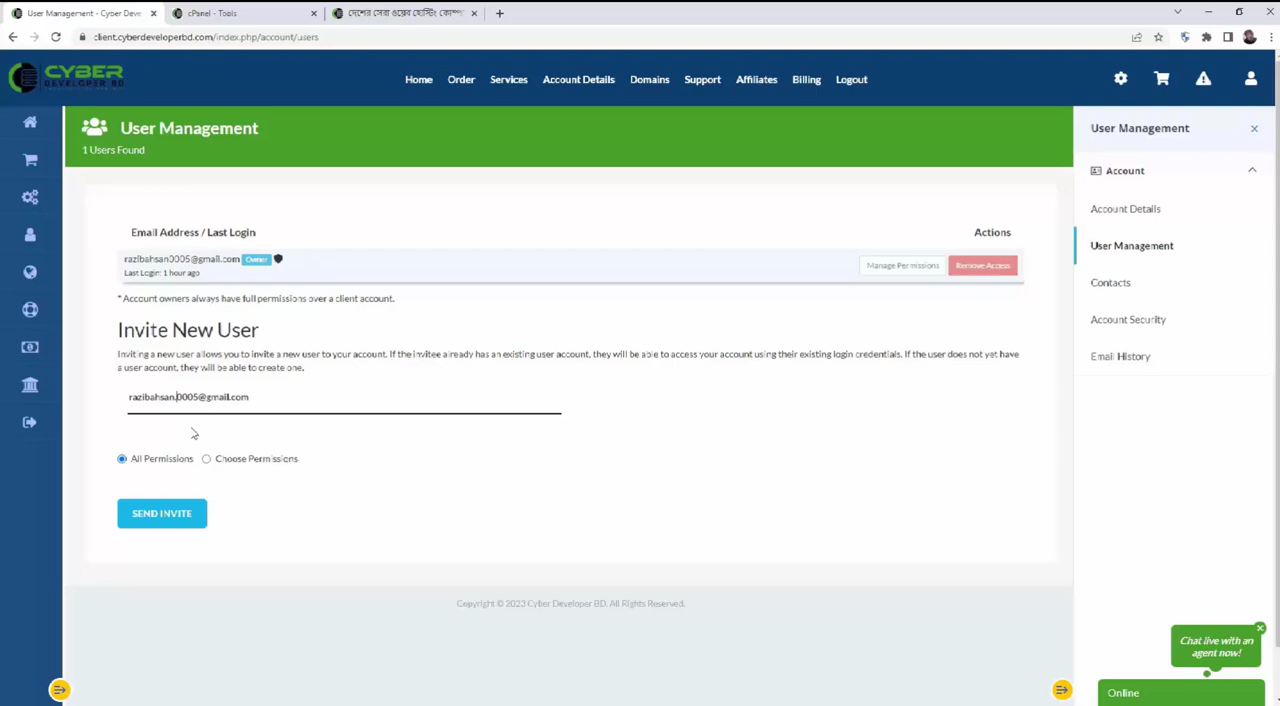 User Management - Cyber Deve
cPanel - Tools
দেশের সেরা ওয়েব হোস্টিং কোম্প
client.cyberdeveloperbd.com/index.php/account/users
CYBER
DEVELOPER BD
Home
Order
Services
Account Details
Domains
Support
Affiliates
Billing
Logout
User Management
1 Users Found
Email Address / Last Login
Actions
razibahsan0005@gmail.com Owner
Last Login: 1 hour ago
Manage Permissions
Remove Access
* Account owners always have full permissions over a client account.
Invite New User
Inviting a new user allows you to invite a new user to your account. If the invitee already has an existing user account, they will be able to access your account using their existing login credentials. If the user does not yet have
a user account, they will be able to create one.
razibahsan.0005@gmail.com
All Permissions
Choose Permissions
SEND INVITE
Copyright © 2023 Cyber Developer BD. All Rights Reserved.
User Management
Account
Account Details
User Management
Contacts
Account Security
Email History
Chat live with an
agent now!
Online